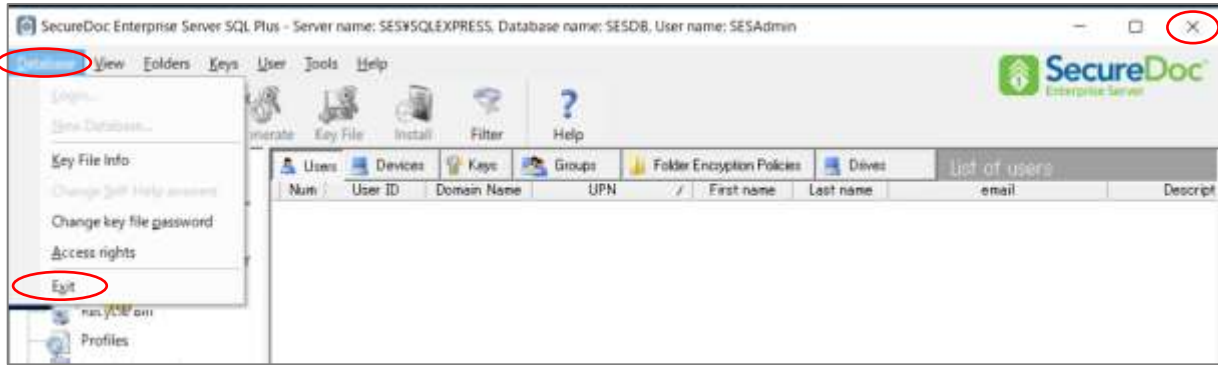 SecureDoc Enterprise Server SQL Plus - Server name: SES¥SQLEXPRESS, Database name: SESDB, User name: SESAdmin
Database View Folders Keys User Tools Help
SecureDoc
Enterprise Server
Login...
New Database...
Key File Info
Change Self Help answers
Change key file password
Access rights
Exit
Key File Install Filter Help
Users Devices Keys Groups Folder Encryption Policies Drives List of users
Num User ID Domain Name UPN / First name Last name email Descript
Recycle Bin
Profiles